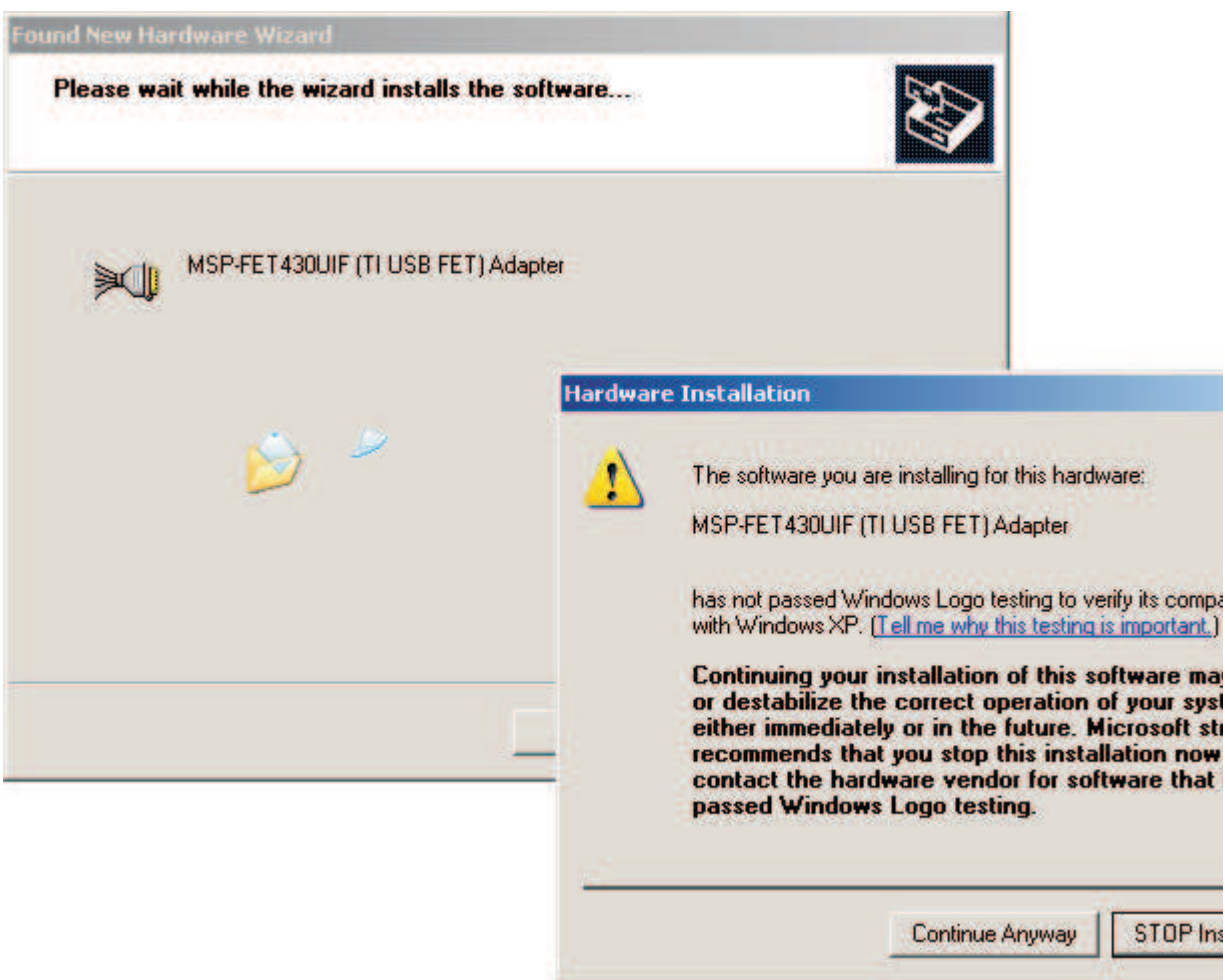 Found New Hardware Wizard
Please wait while the wizard installs the software...
MSP-FET430UIF (TI USB FET) Adapter
Hardware Installation
The software you are installing for this hardware:
MSP-FET430UIF (TI USB FET) Adapter
has not passed Windows Logo testing to verify its compa
with Windows XP. (Tell me why this testing is important.)
Continuing your installation of this software may
or destabilize the correct operation of your syst
either immediately or in the future. Microsoft str
recommends that you stop this installation now
contact the hardware vendor for software that
passed Windows Logo testing.
Continue Anyway
STOP Ins